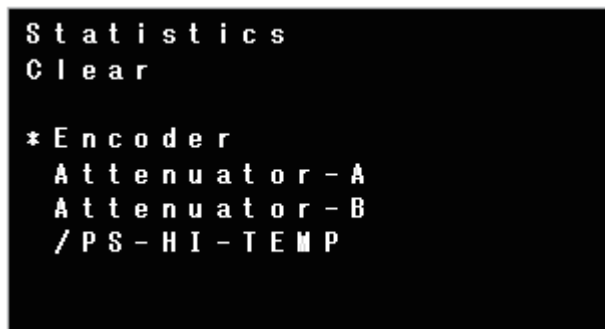 Statistics
Clear
*Encoder
Attenuator-A
Attenuator-B
/PS-HI-TEMP